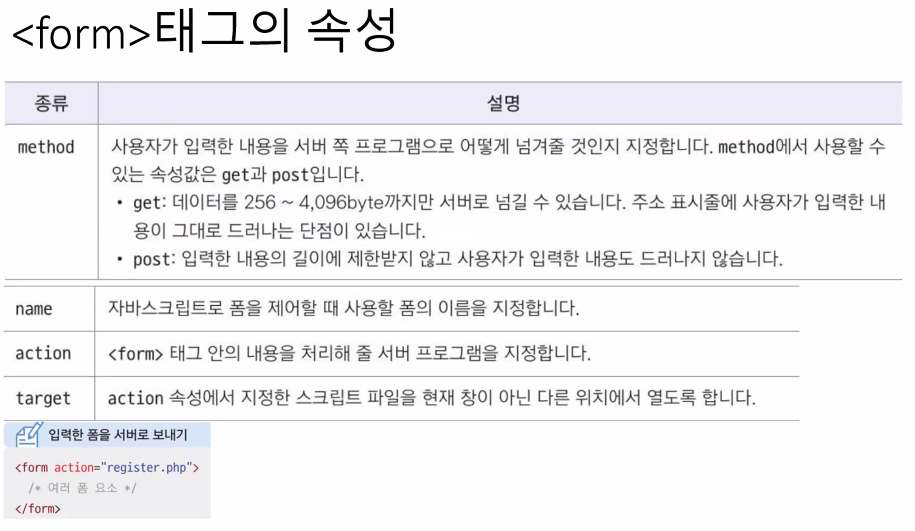 <form>태그의 속성
종류 설명
method 사용자가 입력한 내용을 서버 쪽 프로그램으로 어떻게 넘겨줄 것인지 지정합니다. method에서 사용할 수
있는 속성값은 get과 post입니다.
• get: 데이터를 256 ~ 4,096byte까지만 서버로 넘길 수 있습니다. 주소 표시줄에 사용자가 입력한 내
용이 그대로 드러나는 단점이 있습니다.
• post: 입력한 내용의 길이에 제한받지 않고 사용자가 입력한 내용도 드러나지 않습니다.
name 자바스크립트로 폼을 제어할 때 사용할 폼의 이름을 지정합니다.
action <form> 태그 안의 내용을 처리해 줄 서버 프로그램을 지정합니다.
target action 속성에서 지정한 스크립트 파일을 현재 창이 아닌 다른 위치에서 열도록 합니다.
입력한 폼을 서버로 보내기
<form action="register.php">
/* 여러 폼 요소 */
</form>